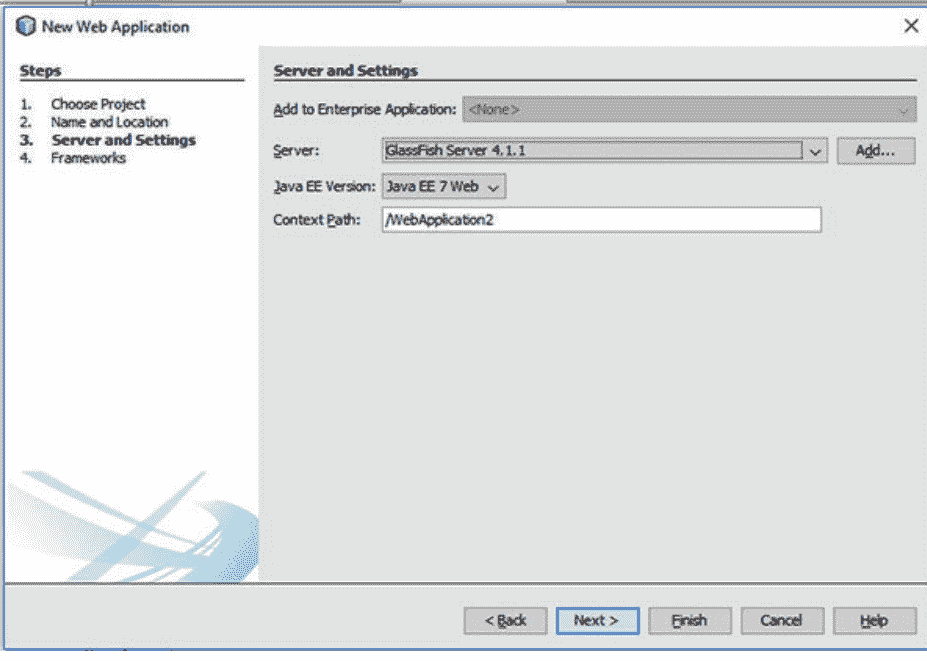 New Web Application
Steps
1. Choose Project
2. Name and Location
3. Server and Settings
4. Frameworks
Server and Settings
Add to Enterprise Application: <None>
Server: GlassFish Server 4.1.1 Add...
Java EE Version: Java EE 7 Web
Context Path: /WebApplication2
< Back Next > Finish Cancel Help